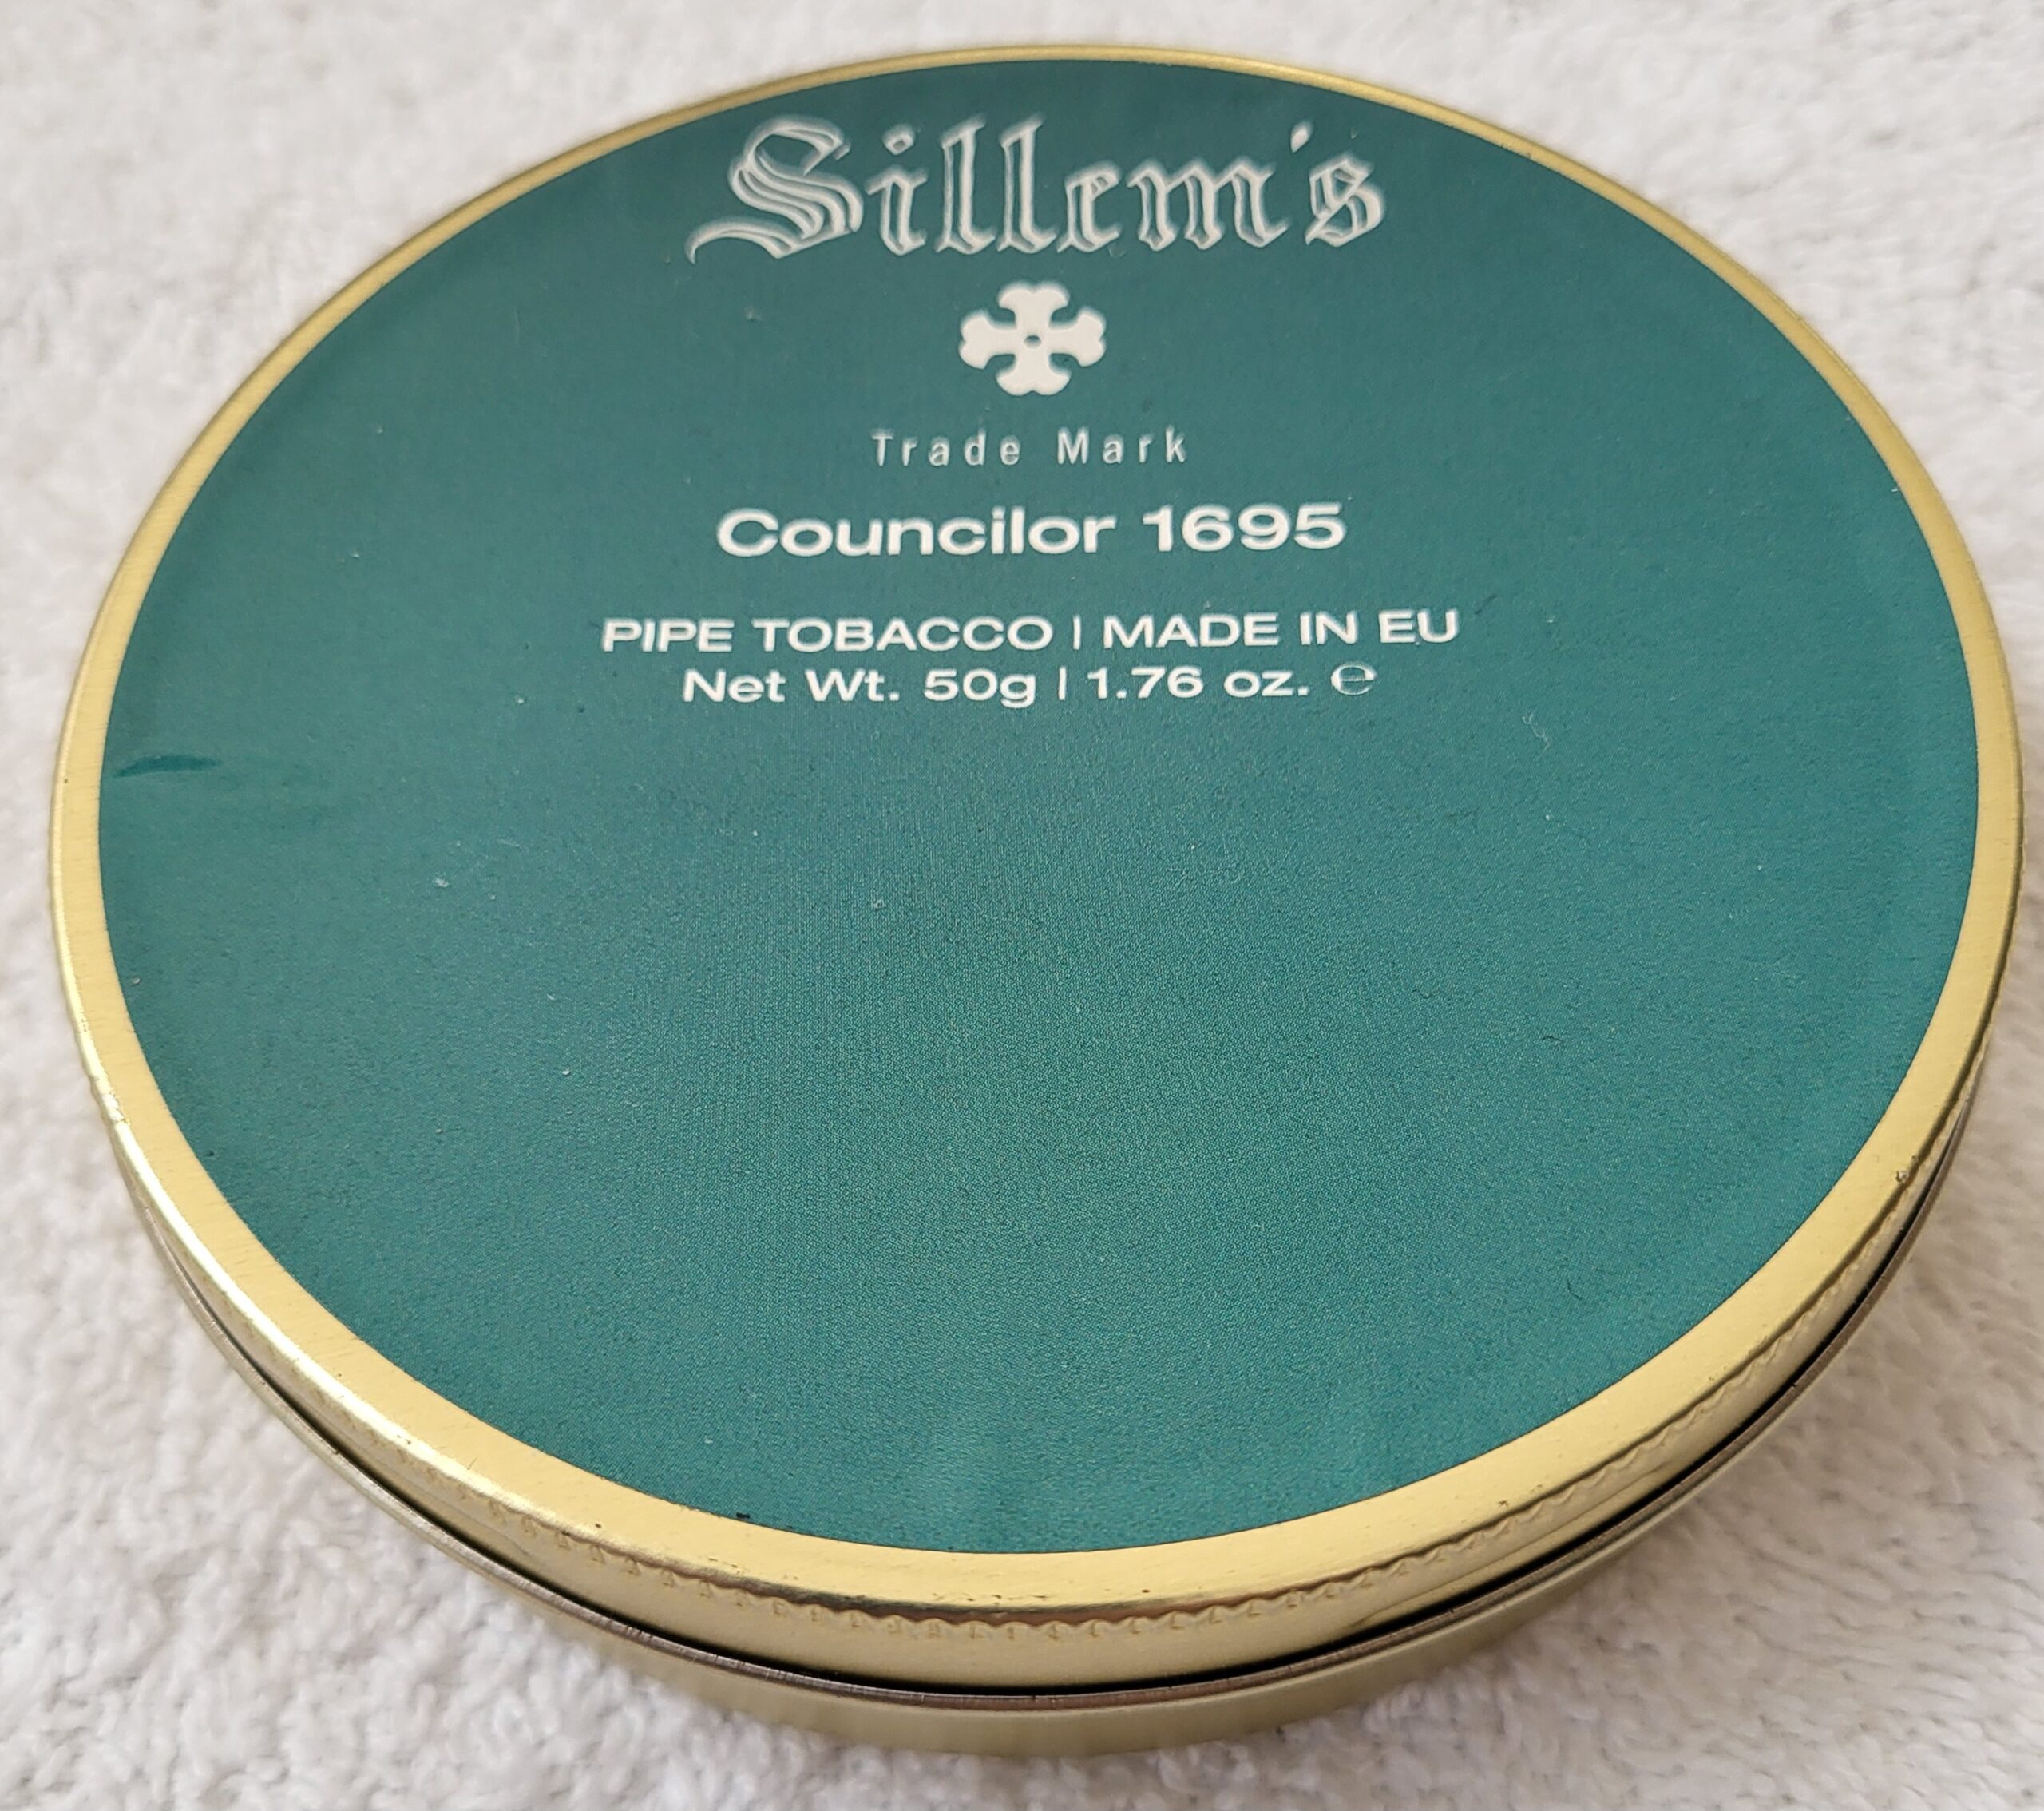 Sillem's
Trade Mark
Councilor 1695
PIPE TOBACCO | MADE IN EU
Net Wt. 50g | 1.76 oz. ℮